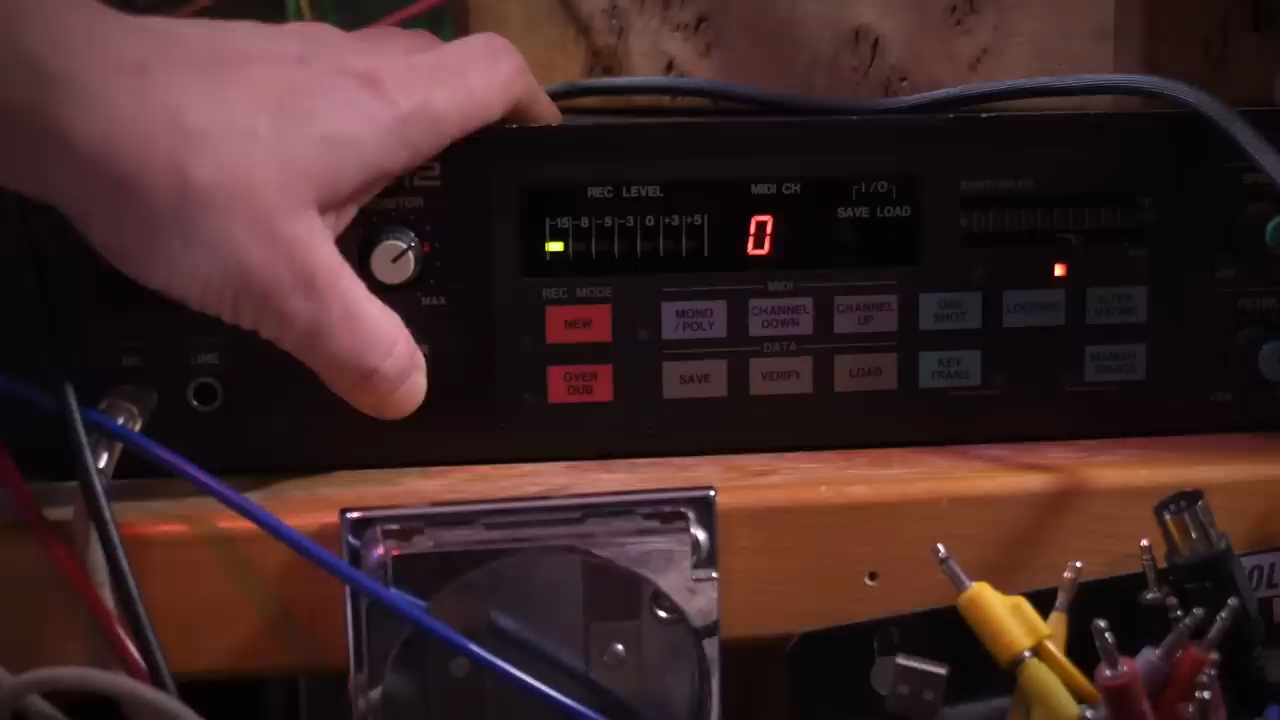 12
REC LEVEL
MIDI CH
I/O
SAVE LOAD
-15 -8 -5 -3 0 +3 +5
0
MAX
REC MODE
MIDI
NEW
MONO /POLY
CHANNEL DOWN
CHANNEL UP
ONE SHOT
LOOPING
DATA
OVER DUB
SAVE
VERIFY
LOAD
KEY TRANS
LINE